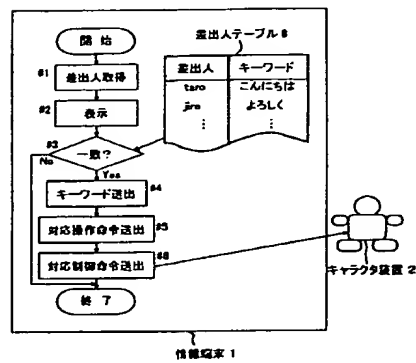 開始
#1
差出人取得
#2
表示
#3
一致?
No
Yes
キーワード送出
#4
対応操作命令送出
#5
対応制御命令送出
#6
終了
差出人テーブル 6
差出人
キーワード
taro
こんにちは
jiro
よろしく
⋮
⋮
キャラクタ装置 2
情報端末 1